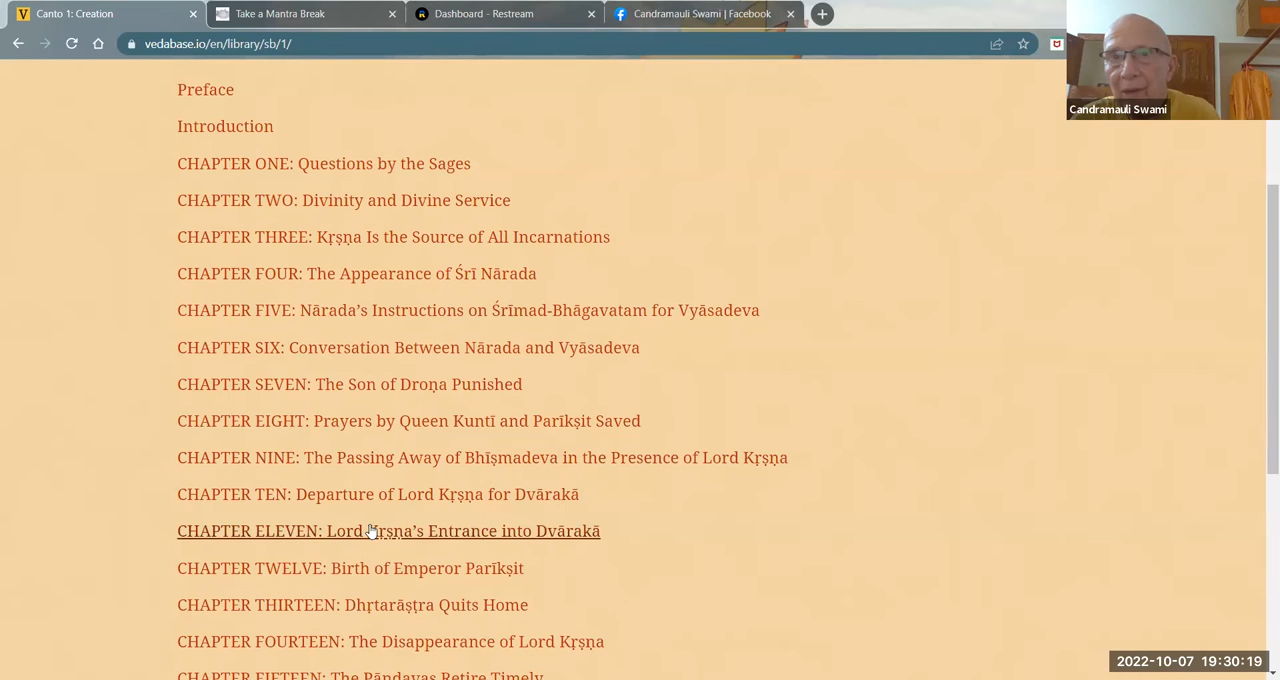 Canto 1: Creation
Take a Mantra Break
Dashboard - Restream
Candramauli Swami | Facebook
vedabase.io/en/library/sb/1/
Candramauli Swami
Preface
Introduction
CHAPTER ONE: Questions by the Sages
CHAPTER TWO: Divinity and Divine Service
CHAPTER THREE: Kṛṣṇa Is the Source of All Incarnations
CHAPTER FOUR: The Appearance of Śrī Nārada
CHAPTER FIVE: Nārada’s Instructions on Śrīmad-Bhāgavatam for Vyāsadeva
CHAPTER SIX: Conversation Between Nārada and Vyāsadeva
CHAPTER SEVEN: The Son of Droṇa Punished
CHAPTER EIGHT: Prayers by Queen Kuntī and Parīkṣit Saved
CHAPTER NINE: The Passing Away of Bhīṣmadeva in the Presence of Lord Kṛṣṇa
CHAPTER TEN: Departure of Lord Kṛṣṇa for Dvārakā
CHAPTER ELEVEN: Lord Kṛṣṇa’s Entrance into Dvārakā
CHAPTER TWELVE: Birth of Emperor Parīkṣit
CHAPTER THIRTEEN: Dhṛtarāṣṭra Quits Home
CHAPTER FOURTEEN: The Disappearance of Lord Kṛṣṇa
CHAPTER FIFTEEN: The Pāṇḍavas Retire Timely
2022-10-07 19:30:19